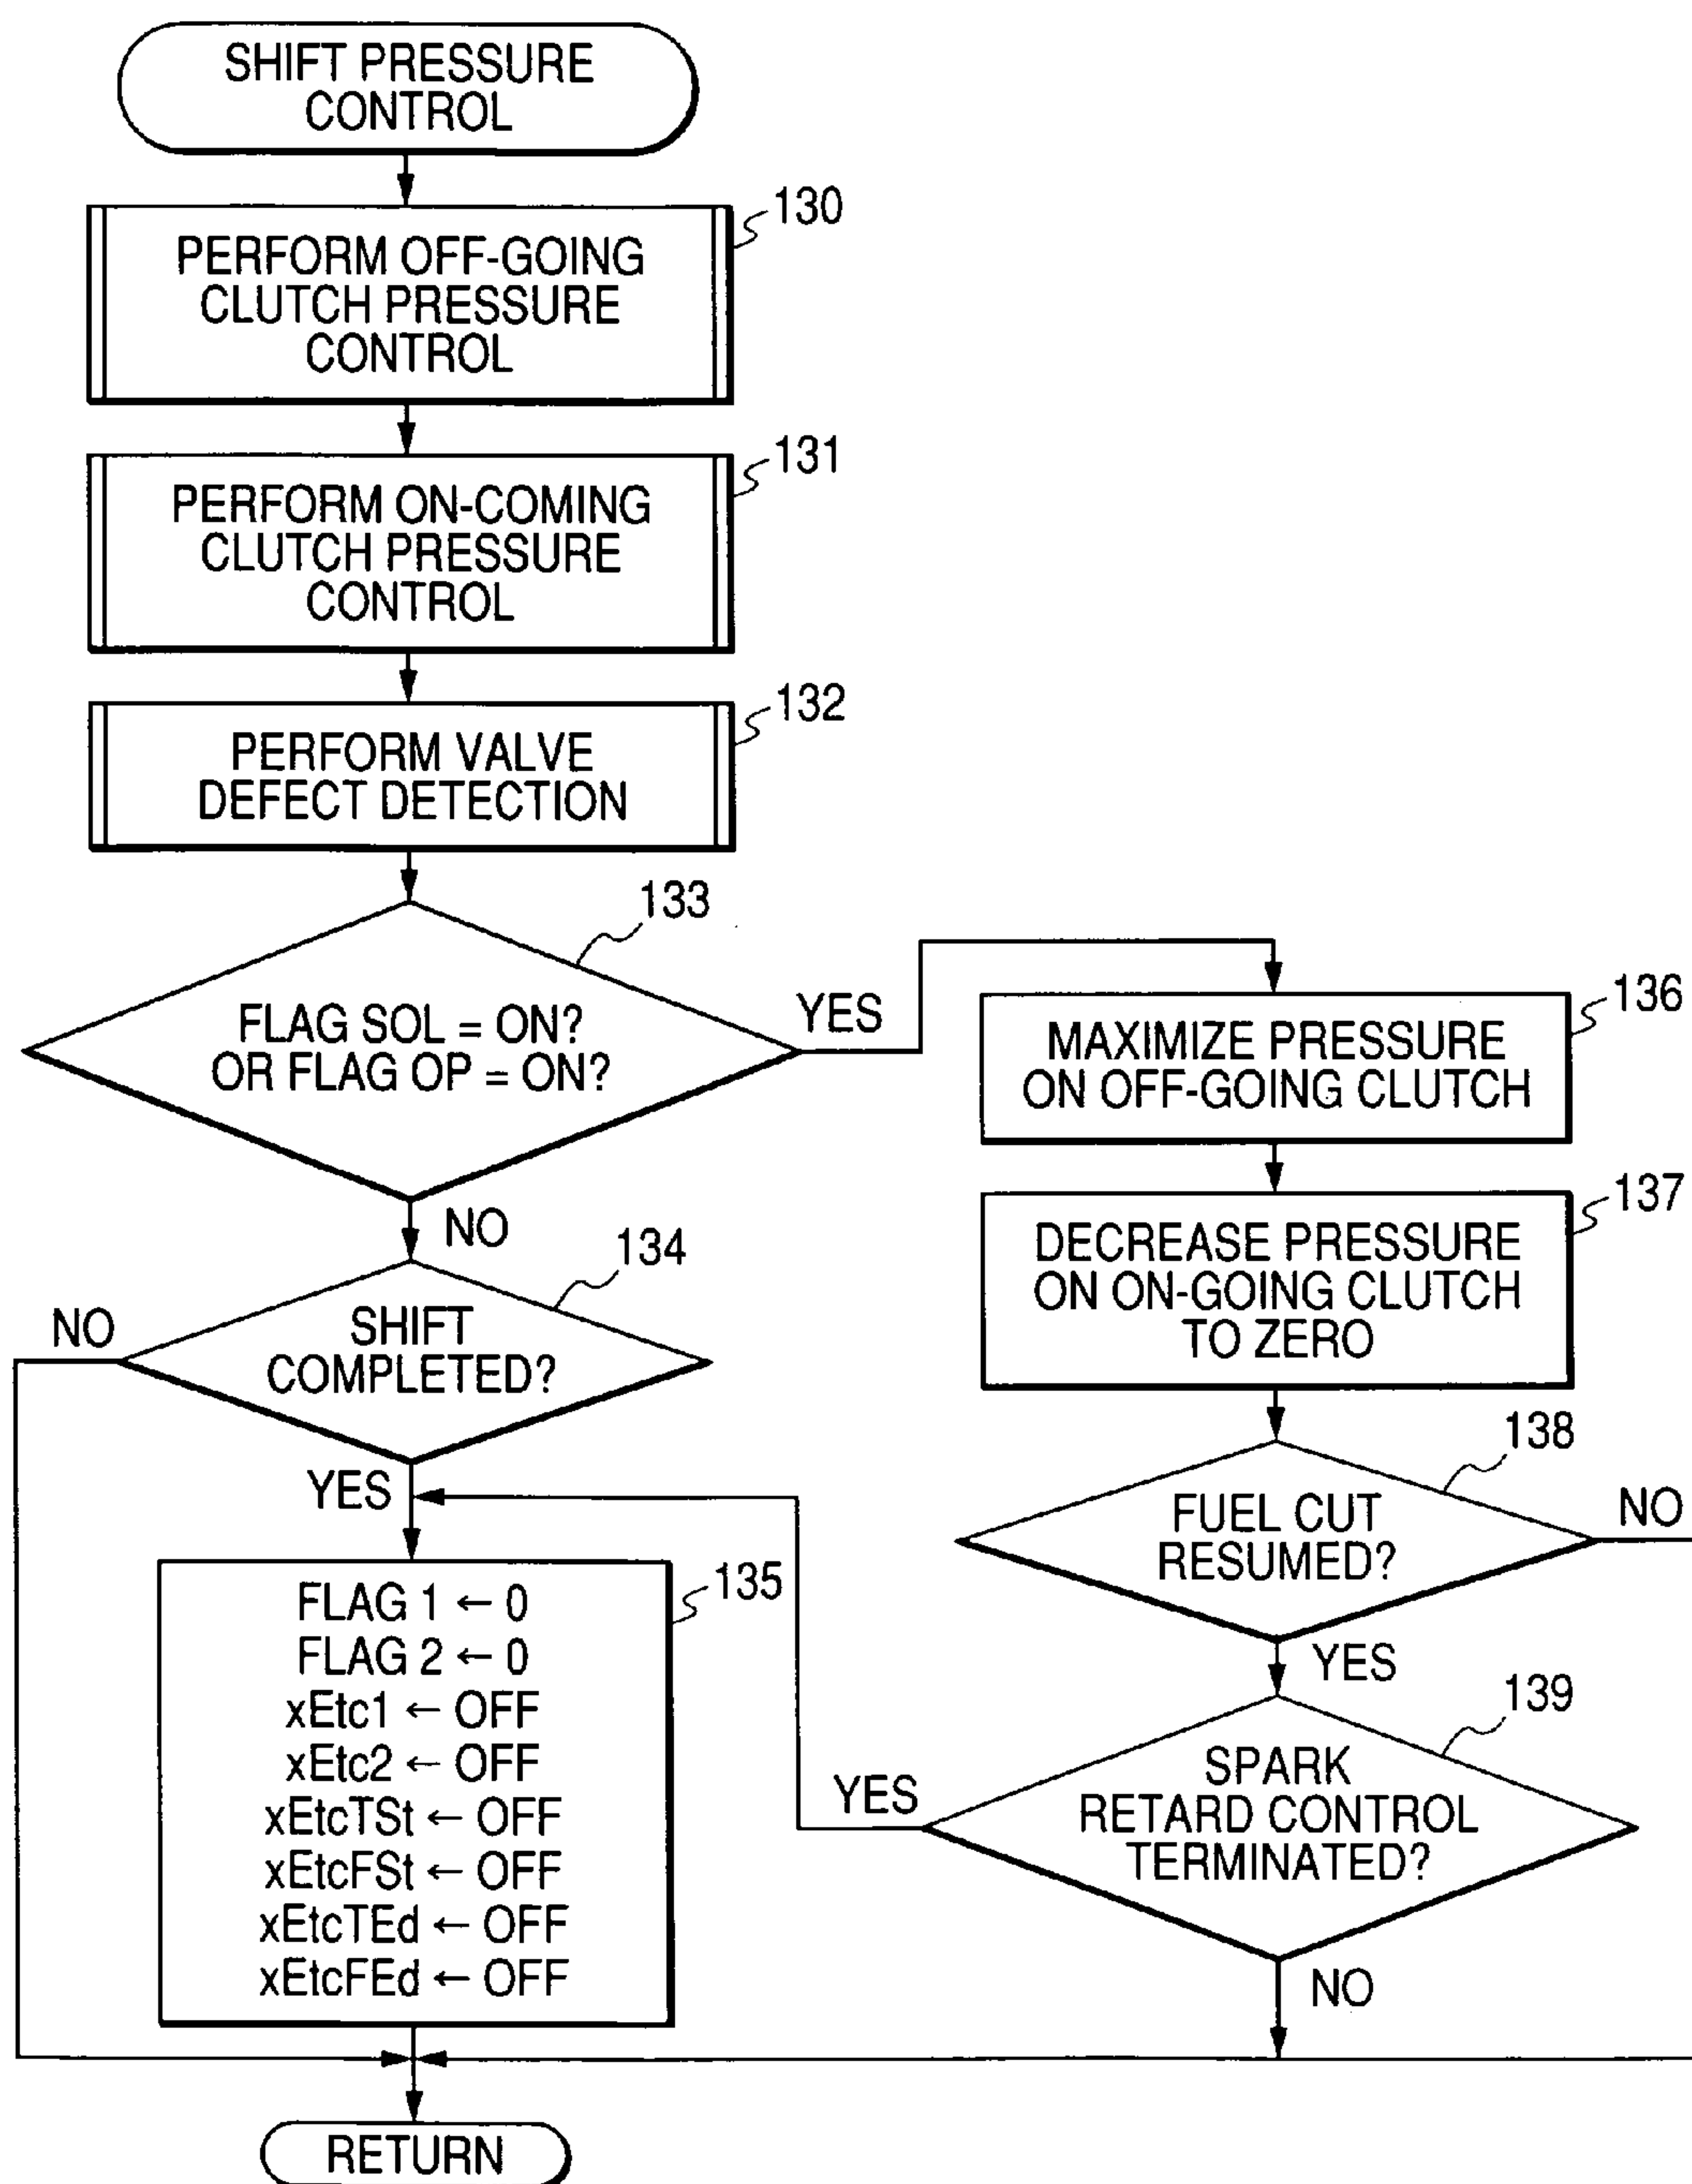 SHIFT PRESSURE
CONTROL
130
PERFORM OFF-GOING
CLUTCH PRESSURE
CONTROL
131
PERFORM ON-COMING
CLUTCH PRESSURE
CONTROL
132
PERFORM VALVE
DEFECT DETECTION
133
FLAG SOL = ON?
OR FLAG OP = ON?
YES
NO
134
SHIFT
COMPLETED?
NO
YES
135
FLAG 1 ← 0
FLAG 2 ← 0
xEtc1 ← OFF
xEtc2 ← OFF
xEtcTSt ← OFF
xEtcFSt ← OFF
xEtcTEd ← OFF
xEtcFEd ← OFF
136
MAXIMIZE PRESSURE
ON OFF-GOING CLUTCH
137
DECREASE PRESSURE
ON ON-GOING CLUTCH
TO ZERO
138
FUEL CUT
RESUMED?
NO
YES
139
SPARK
RETARD CONTROL
TERMINATED?
YES
NO
RETURN